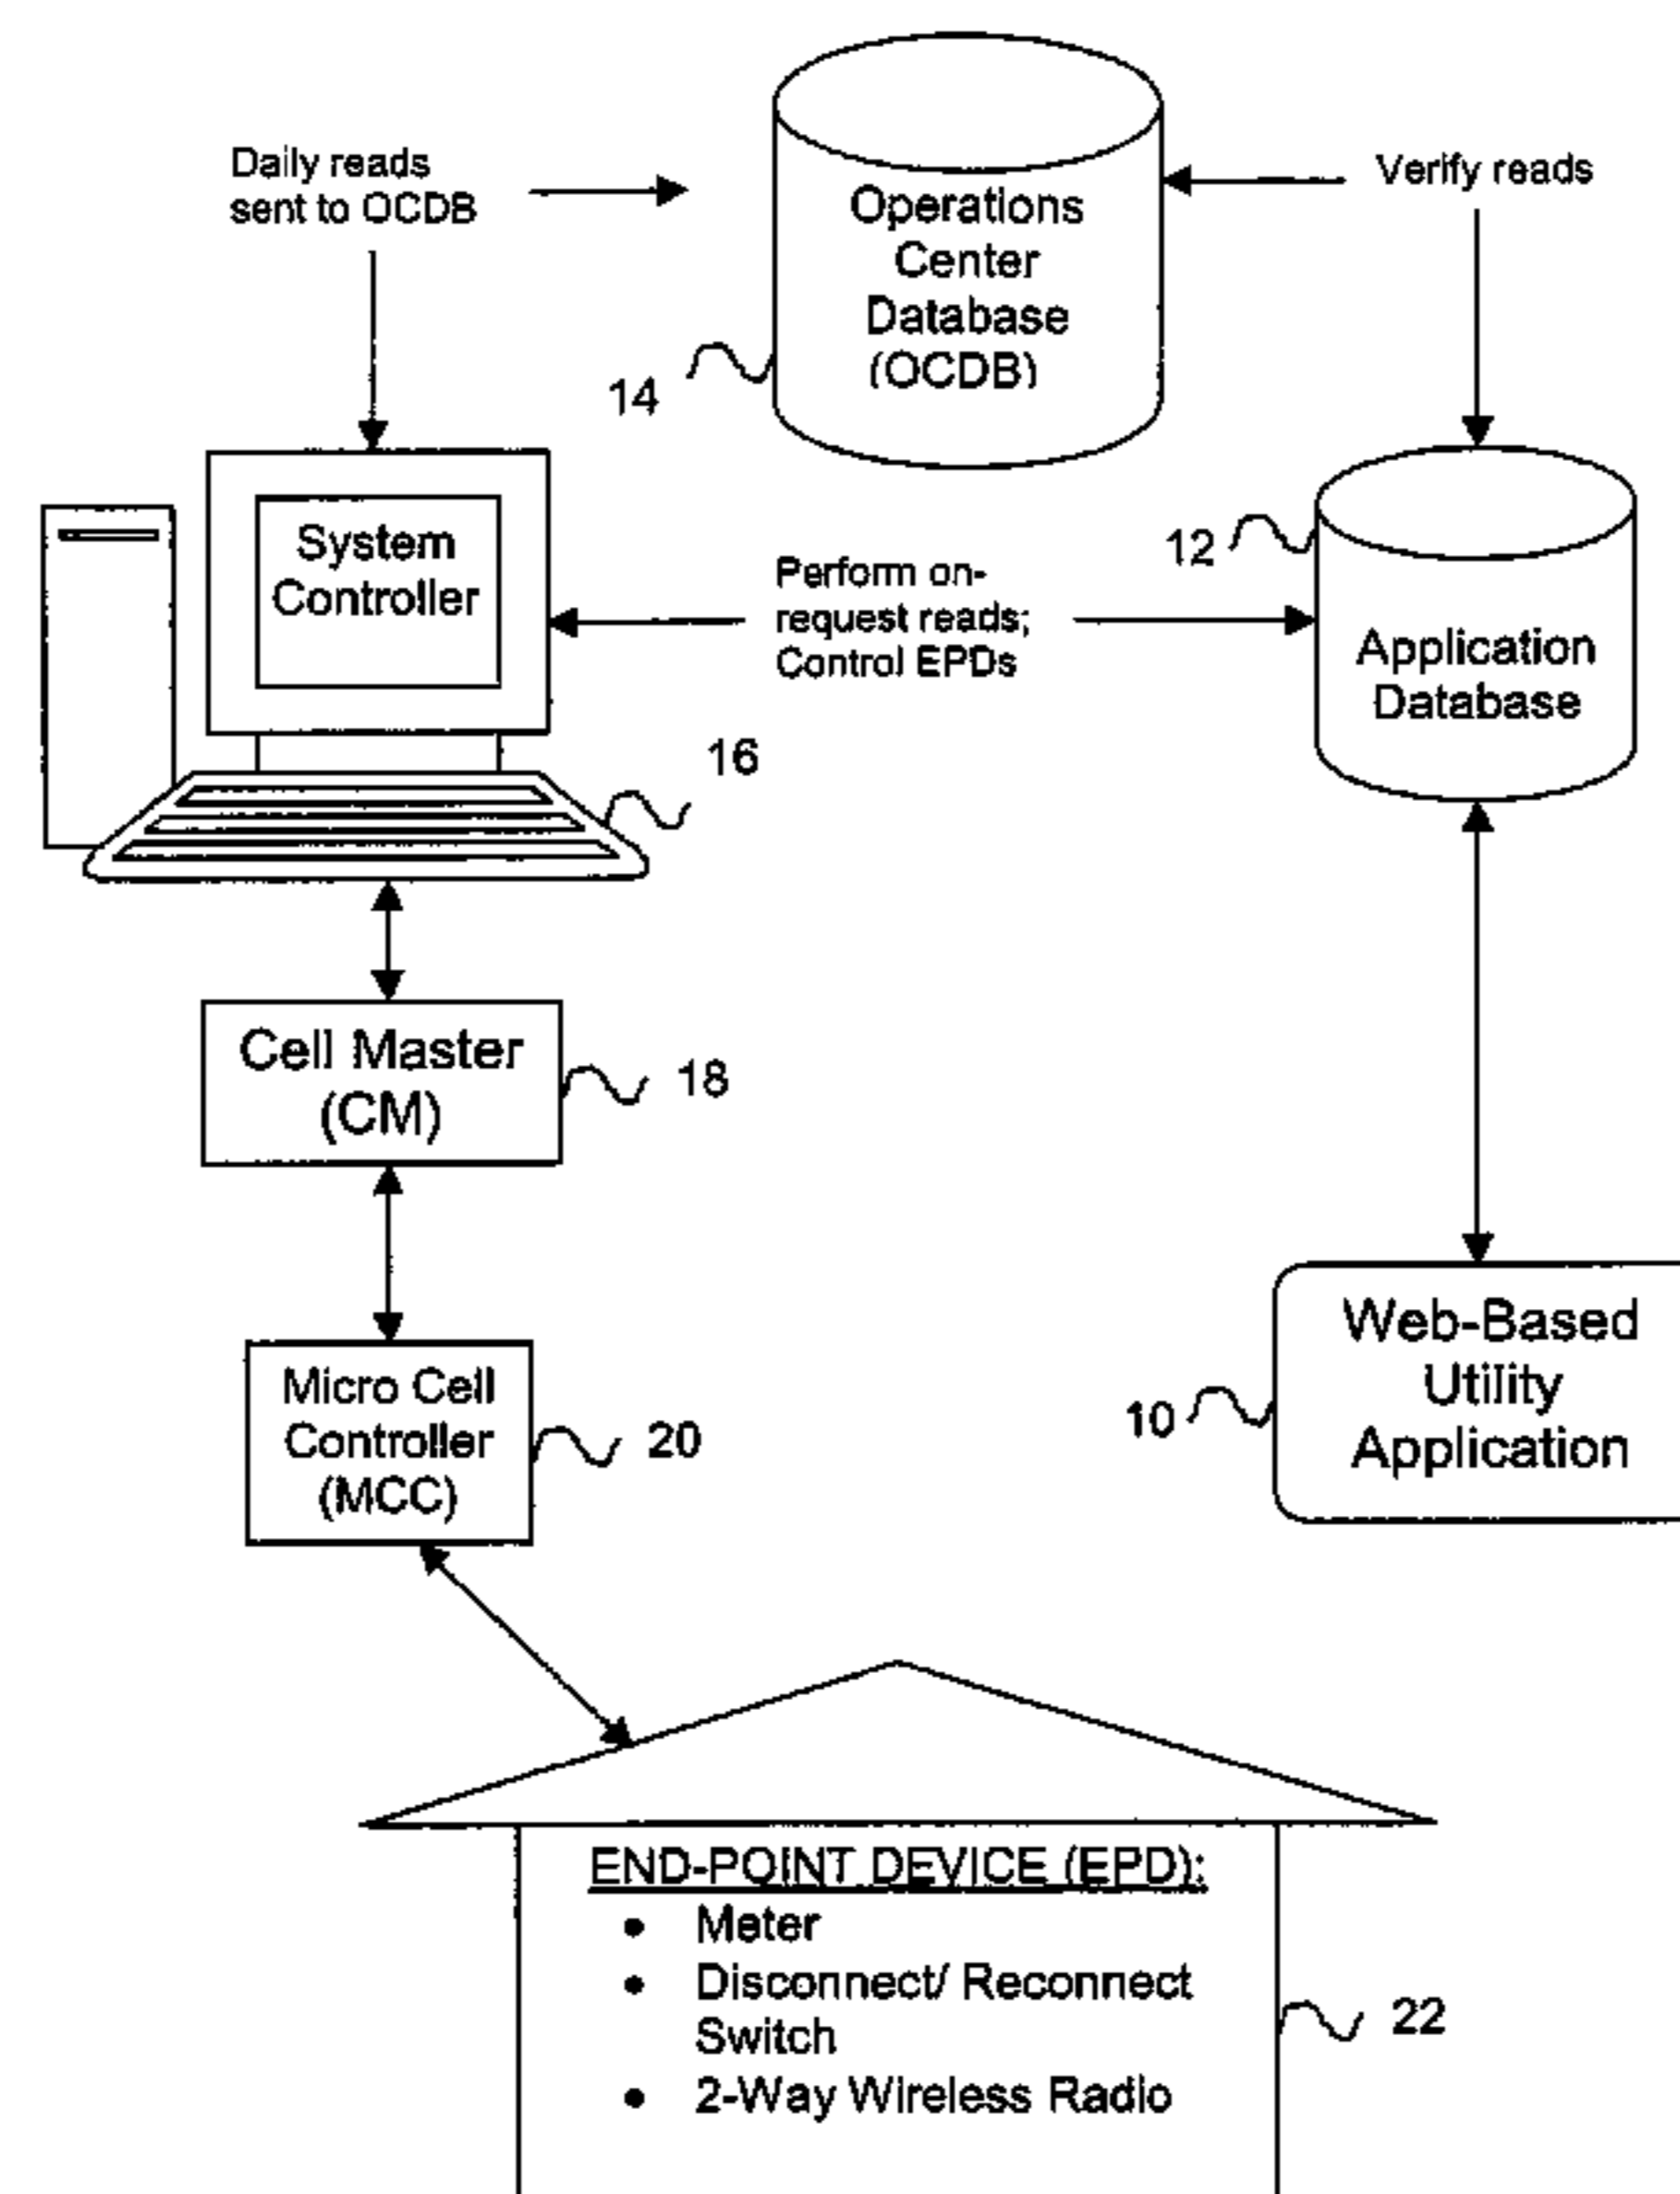 Daily reads
sent to OCDB
Operations
Center
Database
(OCDB)
Verify reads
14
System
Controller
Perform on-
request reads;
Control EPDs
12
Application
Database
16
Cell Master
(CM)
18
Micro Cell
Controller
(MCC)
20
Web-Based
Utility
Application
10
END-POINT DEVICE (EPD):
• Meter
• Disconnect/ Reconnect
Switch
• 2-Way Wireless Radio
22